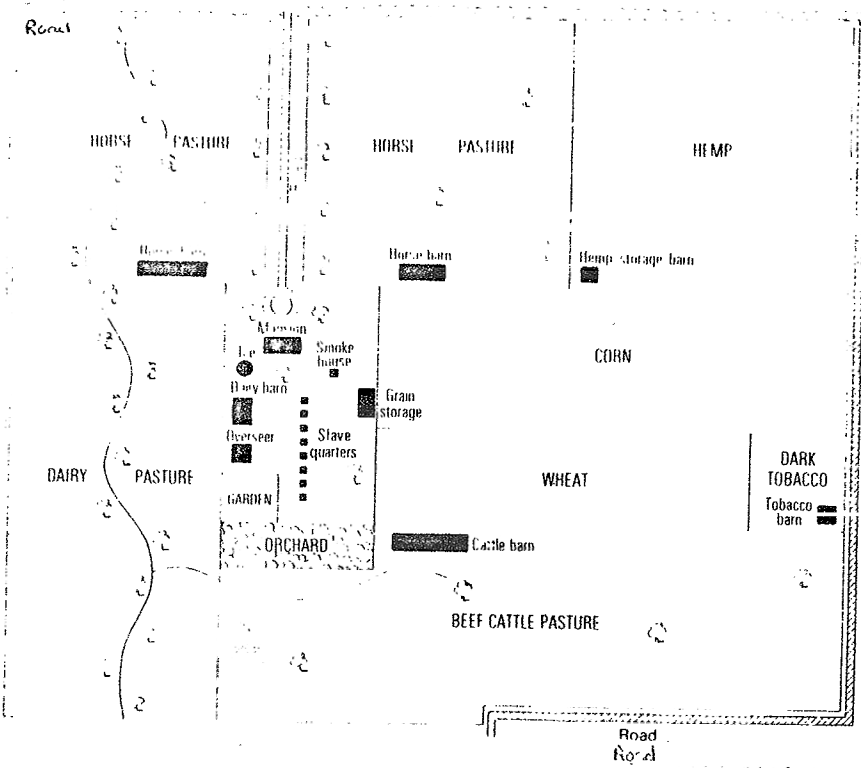 HORSE PASTURE
HORSE PASTURE
HEMP
Horse barn
Hemp storage barn
Mansion
Ice
Smoke
house
CORN
Dairy barn
Grain
storage
Overseer
Slave
quarters
DAIRY PASTURE
GARDEN
WHEAT
DARK
TOBACCO
Tobacco
barn
ORCHARD
Cattle barn
BEEF CATTLE PASTURE
Road
Road